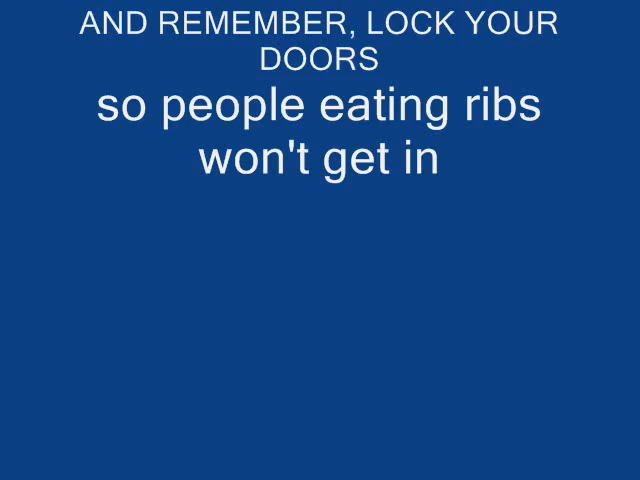 AND REMEMBER, LOCK YOUR
DOORS
so people eating ribs
won't get in